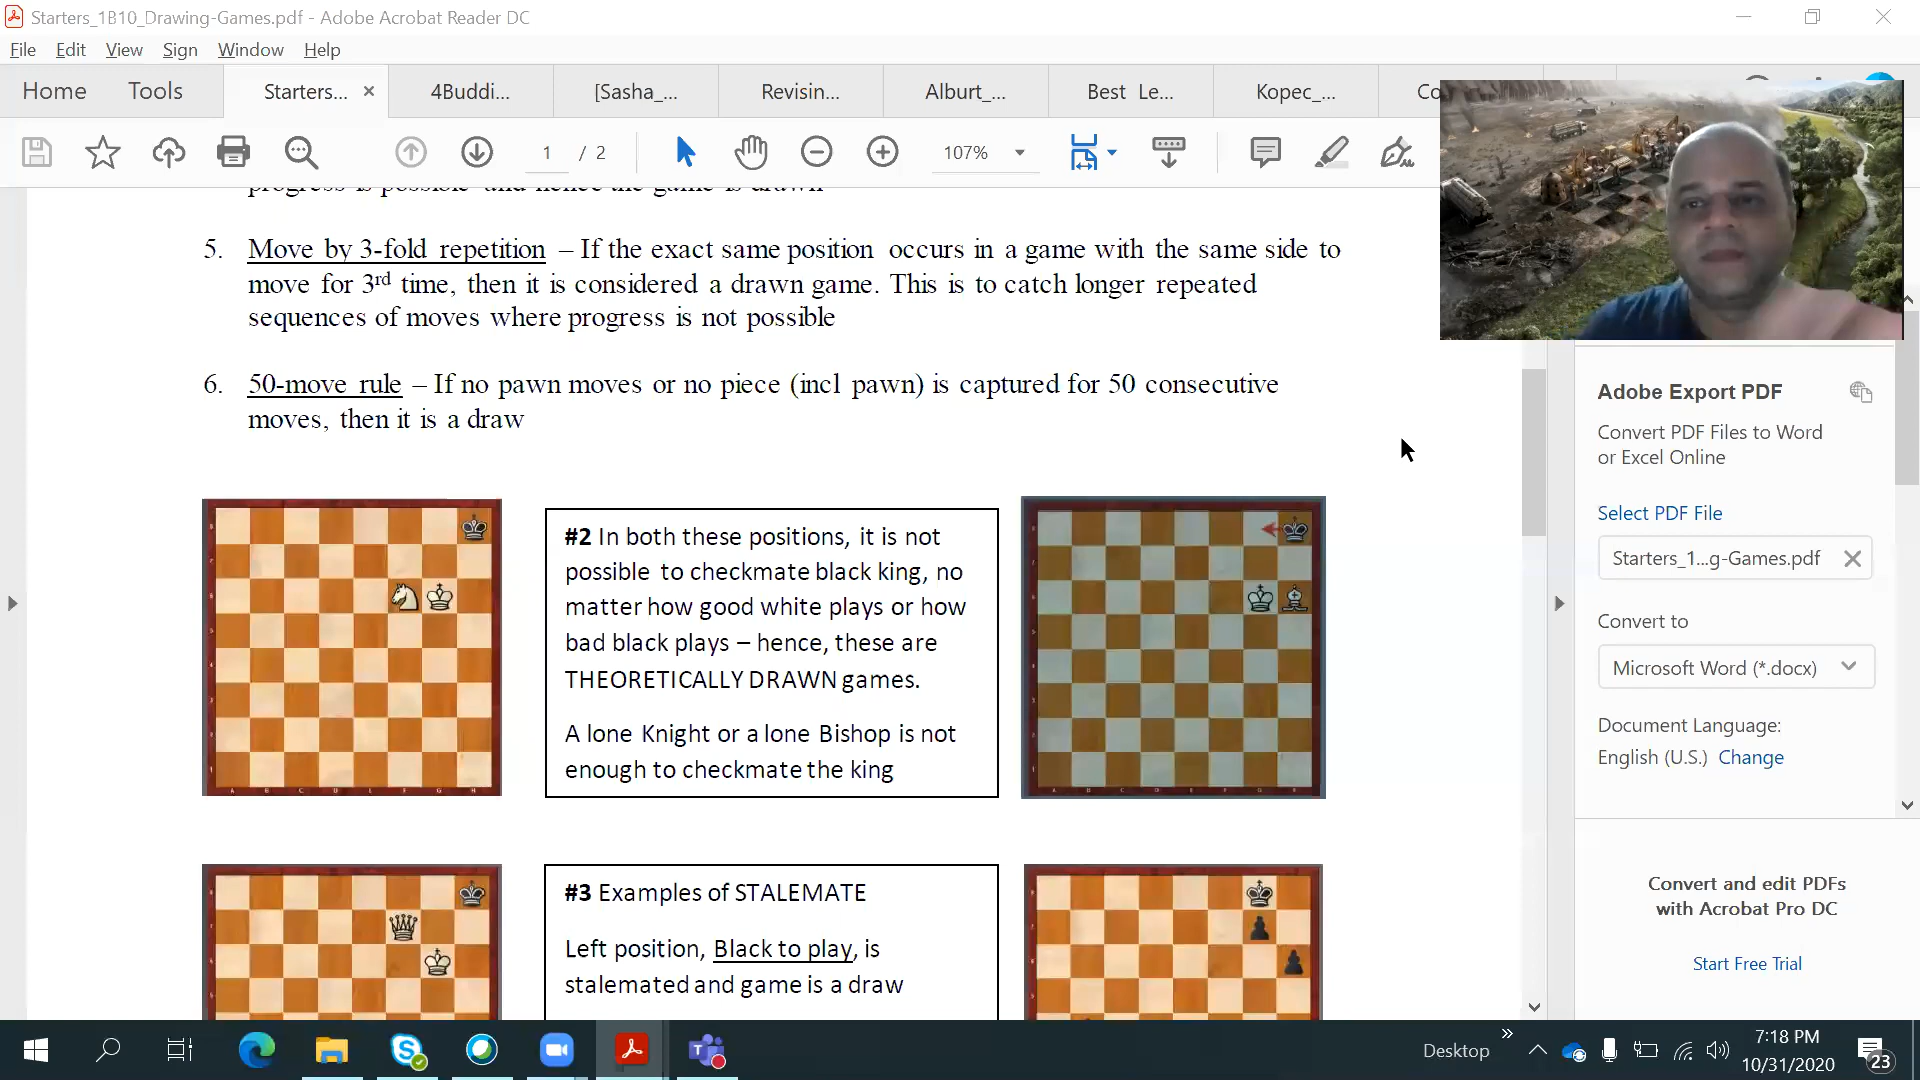 Starters_1B10_Drawing-Games.pdf - Adobe Acrobat Reader DC
File Edit View Sign Window Help
Home Tools Starters... 4Buddi... [Sasha_... Revisin... Alburt_... Best Le... Kopec_... Co
1 / 2 107%
progress is possible and hence the game is drawn
5. Move by 3-fold repetition – If the exact same position occurs in a game with the same side to
move for 3rd time, then it is considered a drawn game. This is to catch longer repeated
sequences of moves where progress is not possible
6. 50-move rule – If no pawn moves or no piece (incl pawn) is captured for 50 consecutive
moves, then it is a draw
#2 In both these positions, it is not
possible to checkmate black king, no
matter how good white plays or how
bad black plays – hence, these are
THEORETICALLY DRAWN games.
A lone Knight or a lone Bishop is not
enough to checkmate the king
#3 Examples of STALEMATE
Left position, Black to play, is
stalemated and game is a draw
Adobe Export PDF
Convert PDF Files to Word
or Excel Online
Select PDF File
Starters_1...g-Games.pdf
Convert to
Microsoft Word (*.docx)
Document Language:
English (U.S.) Change
Convert and edit PDFs
with Acrobat Pro DC
Start Free Trial
Desktop
7:18 PM
10/31/2020
23